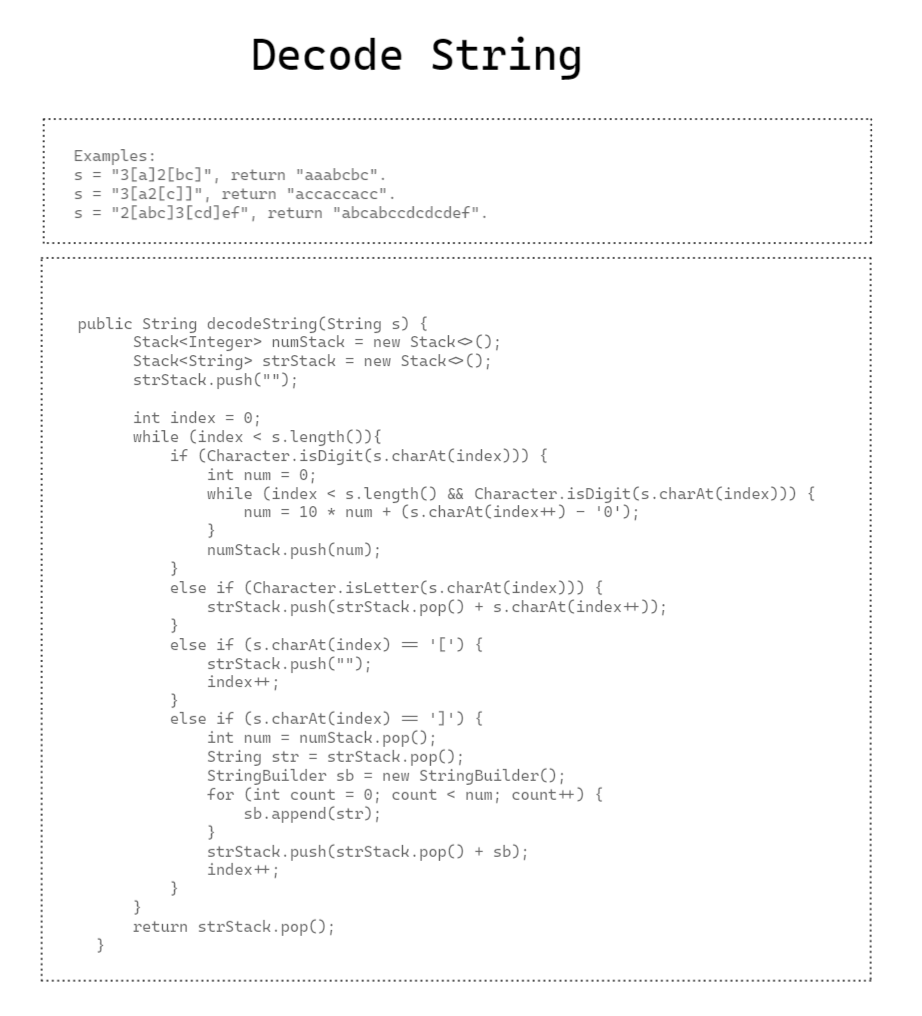 Decode String
Examples:
s = "3[a]2[bc]", return "aaabcbc".
s = "3[a2[c]]", return "accaccacc".
s = "2[abc]3[cd]ef", return "abcabccdcdcdef".
public String decodeString(String s) {
Stack<Integer> numStack = new Stack<>();
Stack<String> strStack = new Stack<>();
strStack.push("");
int index = 0;
while (index < s.length()){
if (Character.isDigit(s.charAt(index))) {
int num = 0;
while (index < s.length() && Character.isDigit(s.charAt(index))) {
num = 10 * num + (s.charAt(index++) - '0');
}
numStack.push(num);
}
else if (Character.isLetter(s.charAt(index))) {
strStack.push(strStack.pop() + s.charAt(index++));
}
else if (s.charAt(index) == '[') {
strStack.push("");
index++;
}
else if (s.charAt(index) == ']') {
int num = numStack.pop();
String str = strStack.pop();
StringBuilder sb = new StringBuilder();
for (int count = 0; count < num; count++) {
sb.append(str);
}
strStack.push(strStack.pop() + sb);
index++;
}
}
return strStack.pop();
}